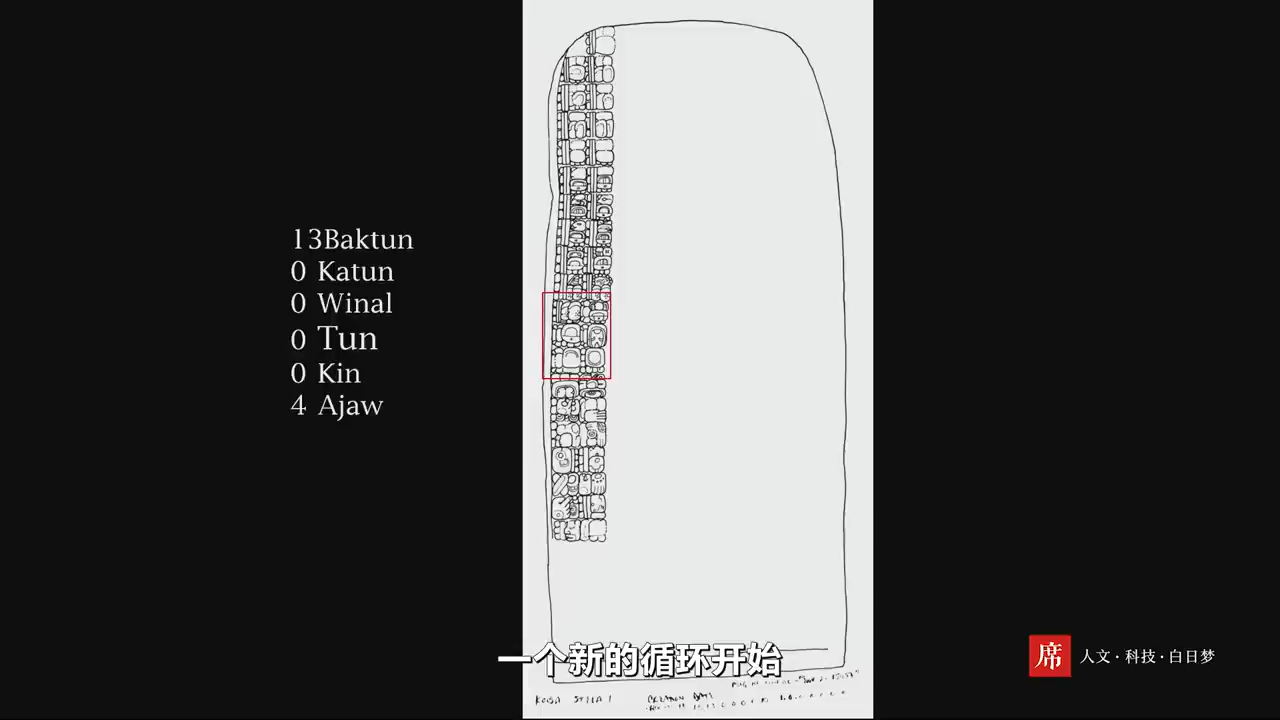 13Baktun
0 Katun
0 Winal
0 Tun
0 Kin
4 Ajaw
一个新的循环开始
席 人文·科技·白日梦